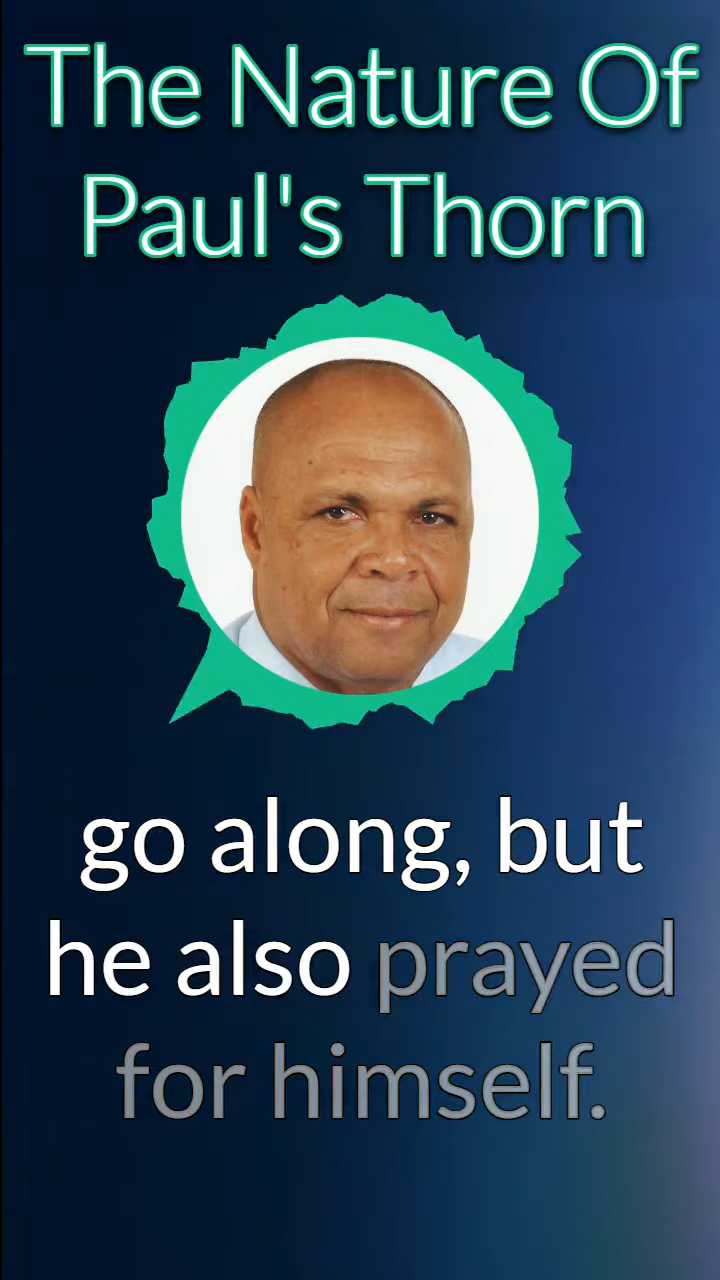 The Nature Of
Paul's Thorn
go along, but
he also prayed
for himself.